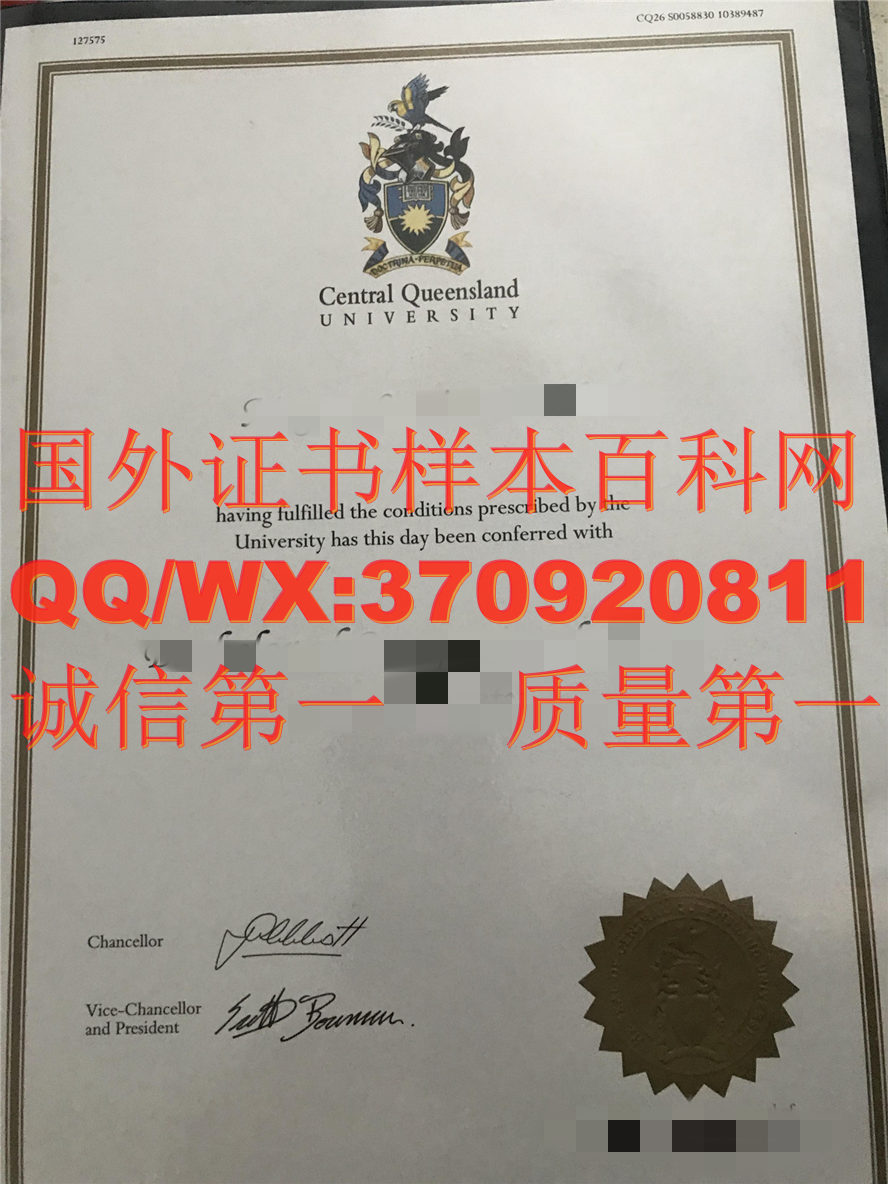 127575
CQ26 S0058830 10389487
DOCTRINA PERPETUA
Central Queensland
UNIVERSITY
国外证书样本百科网
having fulfilled the conditions prescribed by the
University has this day been conferred with
QQ/WX:370920811
诚信第一 质量第一
Chancellor
Vice-Chancellor
and President
Scott Bowman.